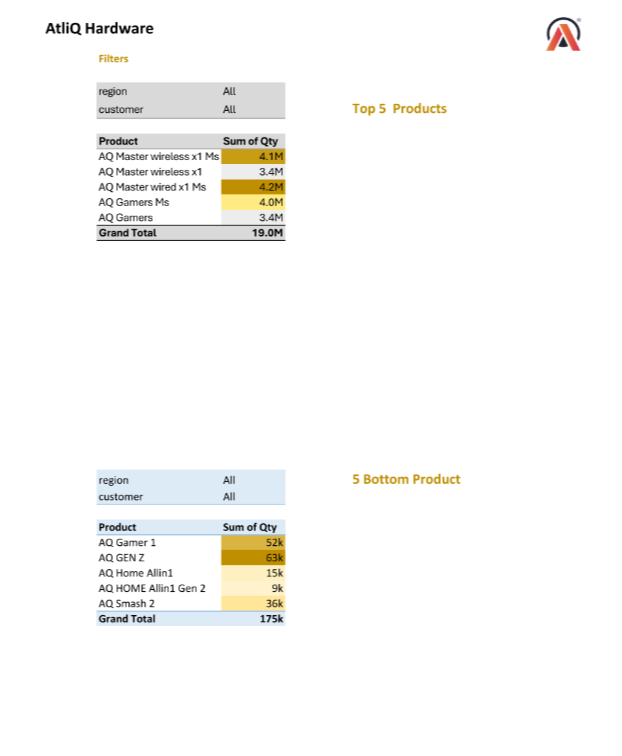 AtliQ Hardware
Filters
region All
customer All
Top 5 Products
Product Sum of Qty
AQ Master wireless x1 Ms 4.1M
AQ Master wireless x1 3.4M
AQ Master wired x1 Ms 4.2M
AQ Gamers Ms 4.0M
AQ Gamers 3.4M
Grand Total 19.0M
region All
customer All
5 Bottom Product
Product Sum of Qty
AQ Gamer 1 52k
AQ GEN Z 63k
AQ Home Allin1 15k
AQ HOME Allin1 Gen 2 9k
AQ Smash 2 36k
Grand Total 175k